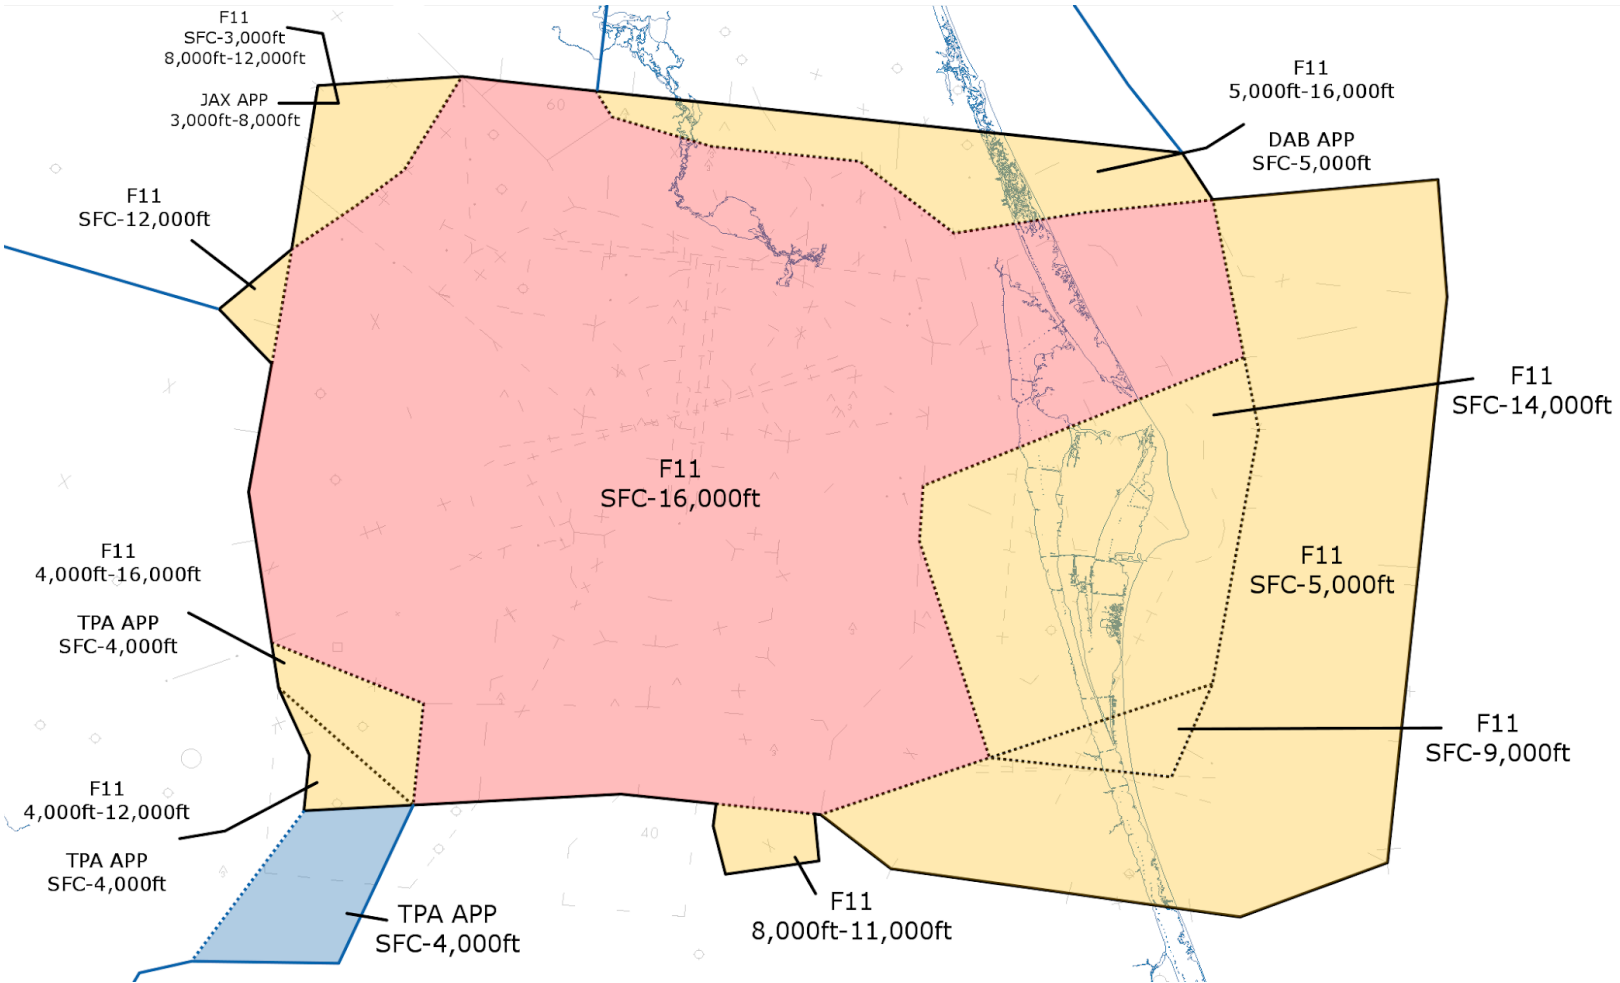 F11
SFC-3,000ft
8,000ft-12,000ft
JAX APP
3,000ft-8,000ft
60
F11
5,000ft-16,000ft
DAB APP
SFC-5,000ft
F11
SFC-12,000ft
F11
SFC-14,000ft
F11
SFC-16,000ft
F11
4,000ft-16,000ft
TPA APP
SFC-4,000ft
F11
SFC-5,000ft
F11
SFC-9,000ft
F11
4,000ft-12,000ft
TPA APP
SFC-4,000ft
40
TPA APP
SFC-4,000ft
F11
8,000ft-11,000ft